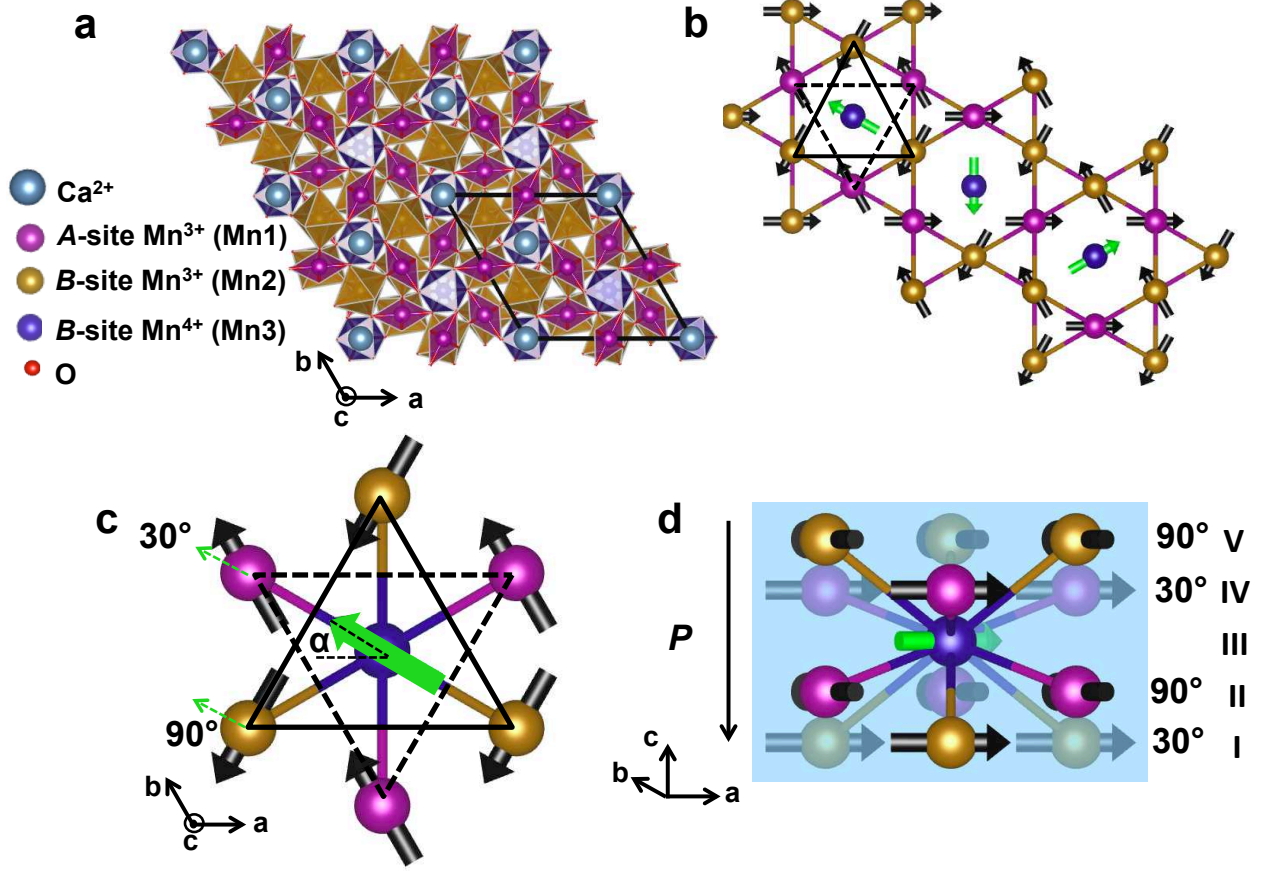 a
Ca²⁺
A-site Mn³⁺ (Mn1)
B-site Mn³⁺ (Mn2)
B-site Mn⁴⁺ (Mn3)
O
b
a
c
b
c
30°
α
90°
b
a
c
d
P
90° V
30° IV
III
90° II
30° I
c
b
a